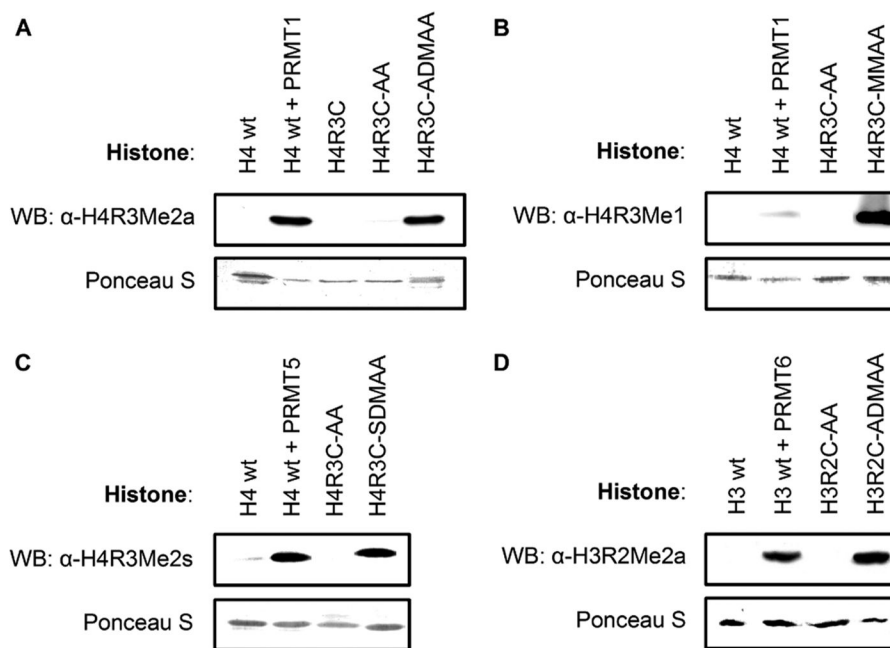 A
Histone:
H4 wt
H4 wt + PRMT1
H4R3C
H4R3C-AA
H4R3C-ADMAA
WB: α-H4R3Me2a
Ponceau S
B
Histone:
H4 wt
H4 wt + PRMT1
H4R3C-AA
H4R3C-MMAA
WB: α-H4R3Me1
Ponceau S
C
Histone:
H4 wt
H4 wt + PRMT5
H4R3C-AA
H4R3C-SDMAA
WB: α-H4R3Me2s
Ponceau S
D
Histone:
H3 wt
H3 wt + PRMT6
H3R2C-AA
H3R2C-ADMAA
WB: α-H3R2Me2a
Ponceau S